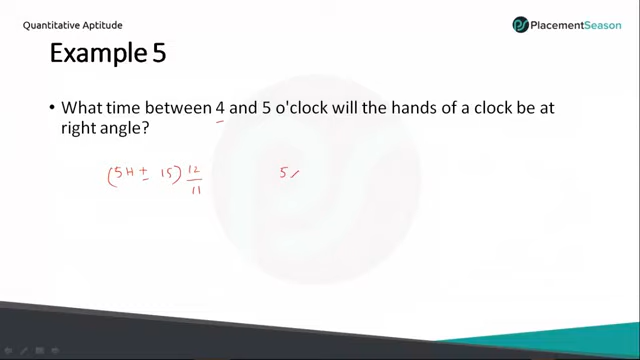 Quantitative Aptitude
PlacementSeason
Example 5
• What time between 4 and 5 o'clock will the hands of a clock be at
right angle?
(5H ± 15) 12/11
5